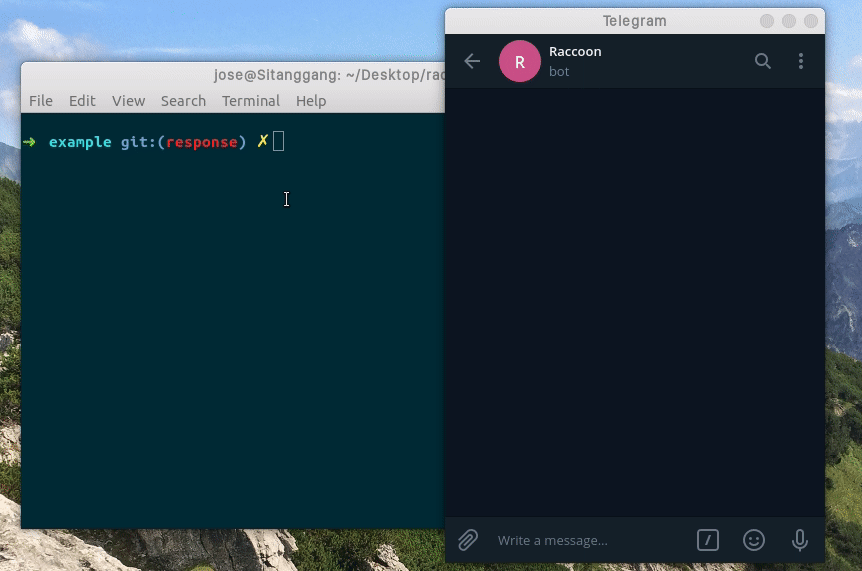 Telegram
Raccoon
bot
R
jose@Sitanggang: ~/Desktop/rac
File Edit View Search Terminal Help
➜ example git:(response) ✗
Write a message...